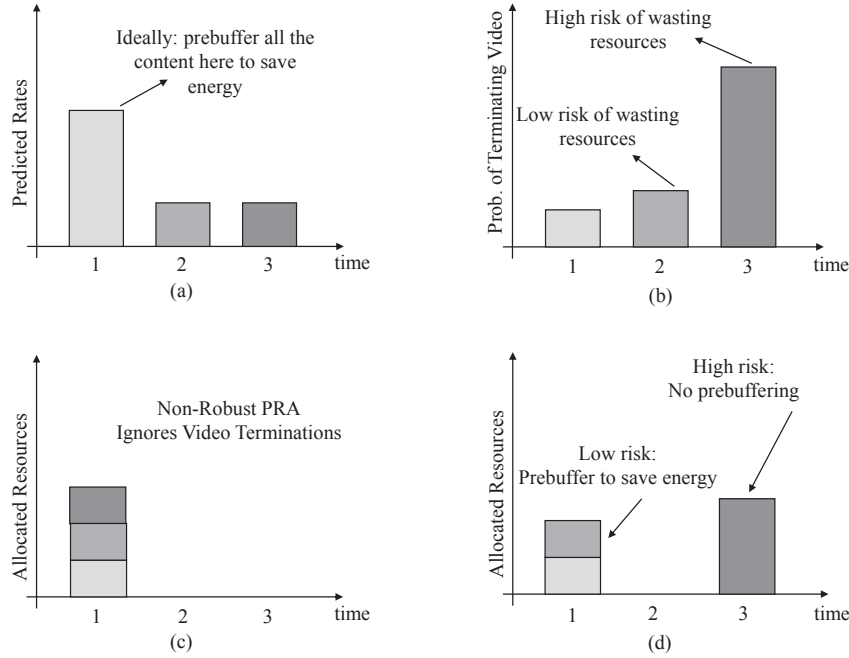 Predicted Rates
Ideally: prebuffer all the
content here to save
energy
1 2 3 time
(a)
Prob. of Terminating Video
High risk of wasting
resources
Low risk of wasting
resources
1 2 3 time
(b)
Allocated Resources
Non-Robust PRA
Ignores Video Terminations
1 2 3 time
(c)
Allocated Resources
High risk:
No prebuffering
Low risk:
Prebuffer to save energy
1 2 3 time
(d)